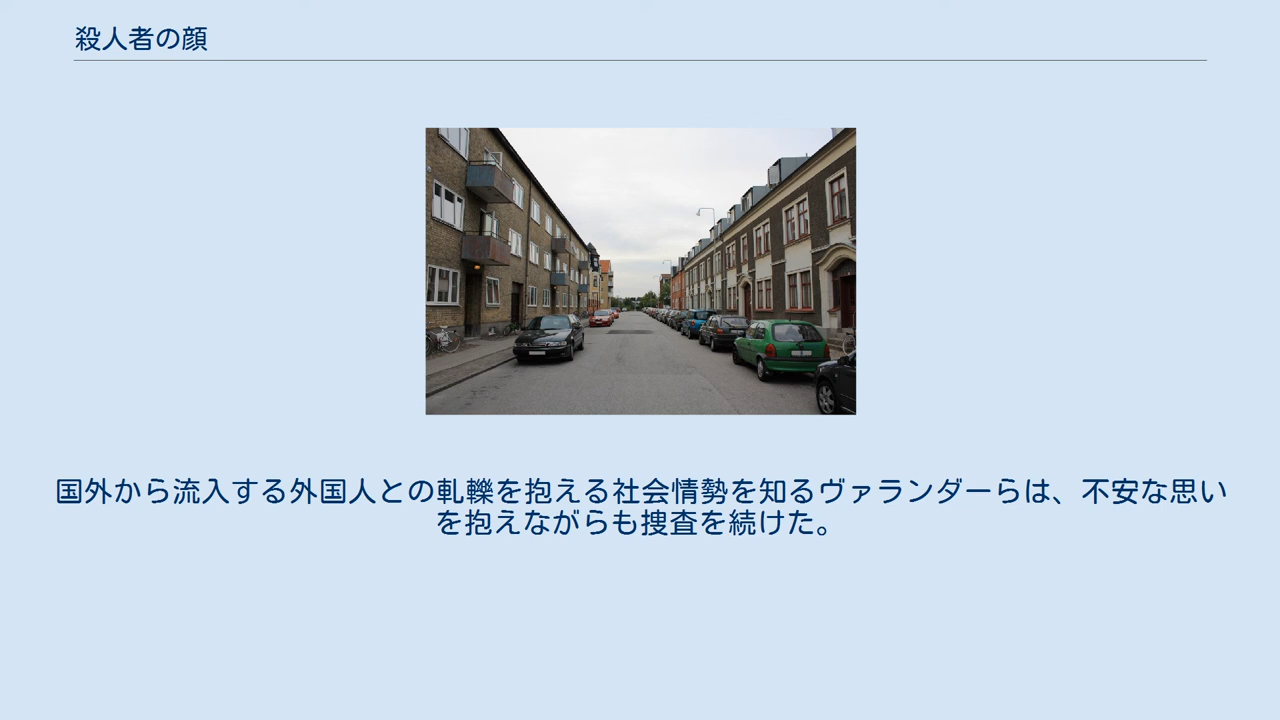 殺人者の顔
国外から流入する外国人との軋轢を抱える社会情勢を知るヴァランダーらは、不安な思い
を抱えながらも捜査を続けた。